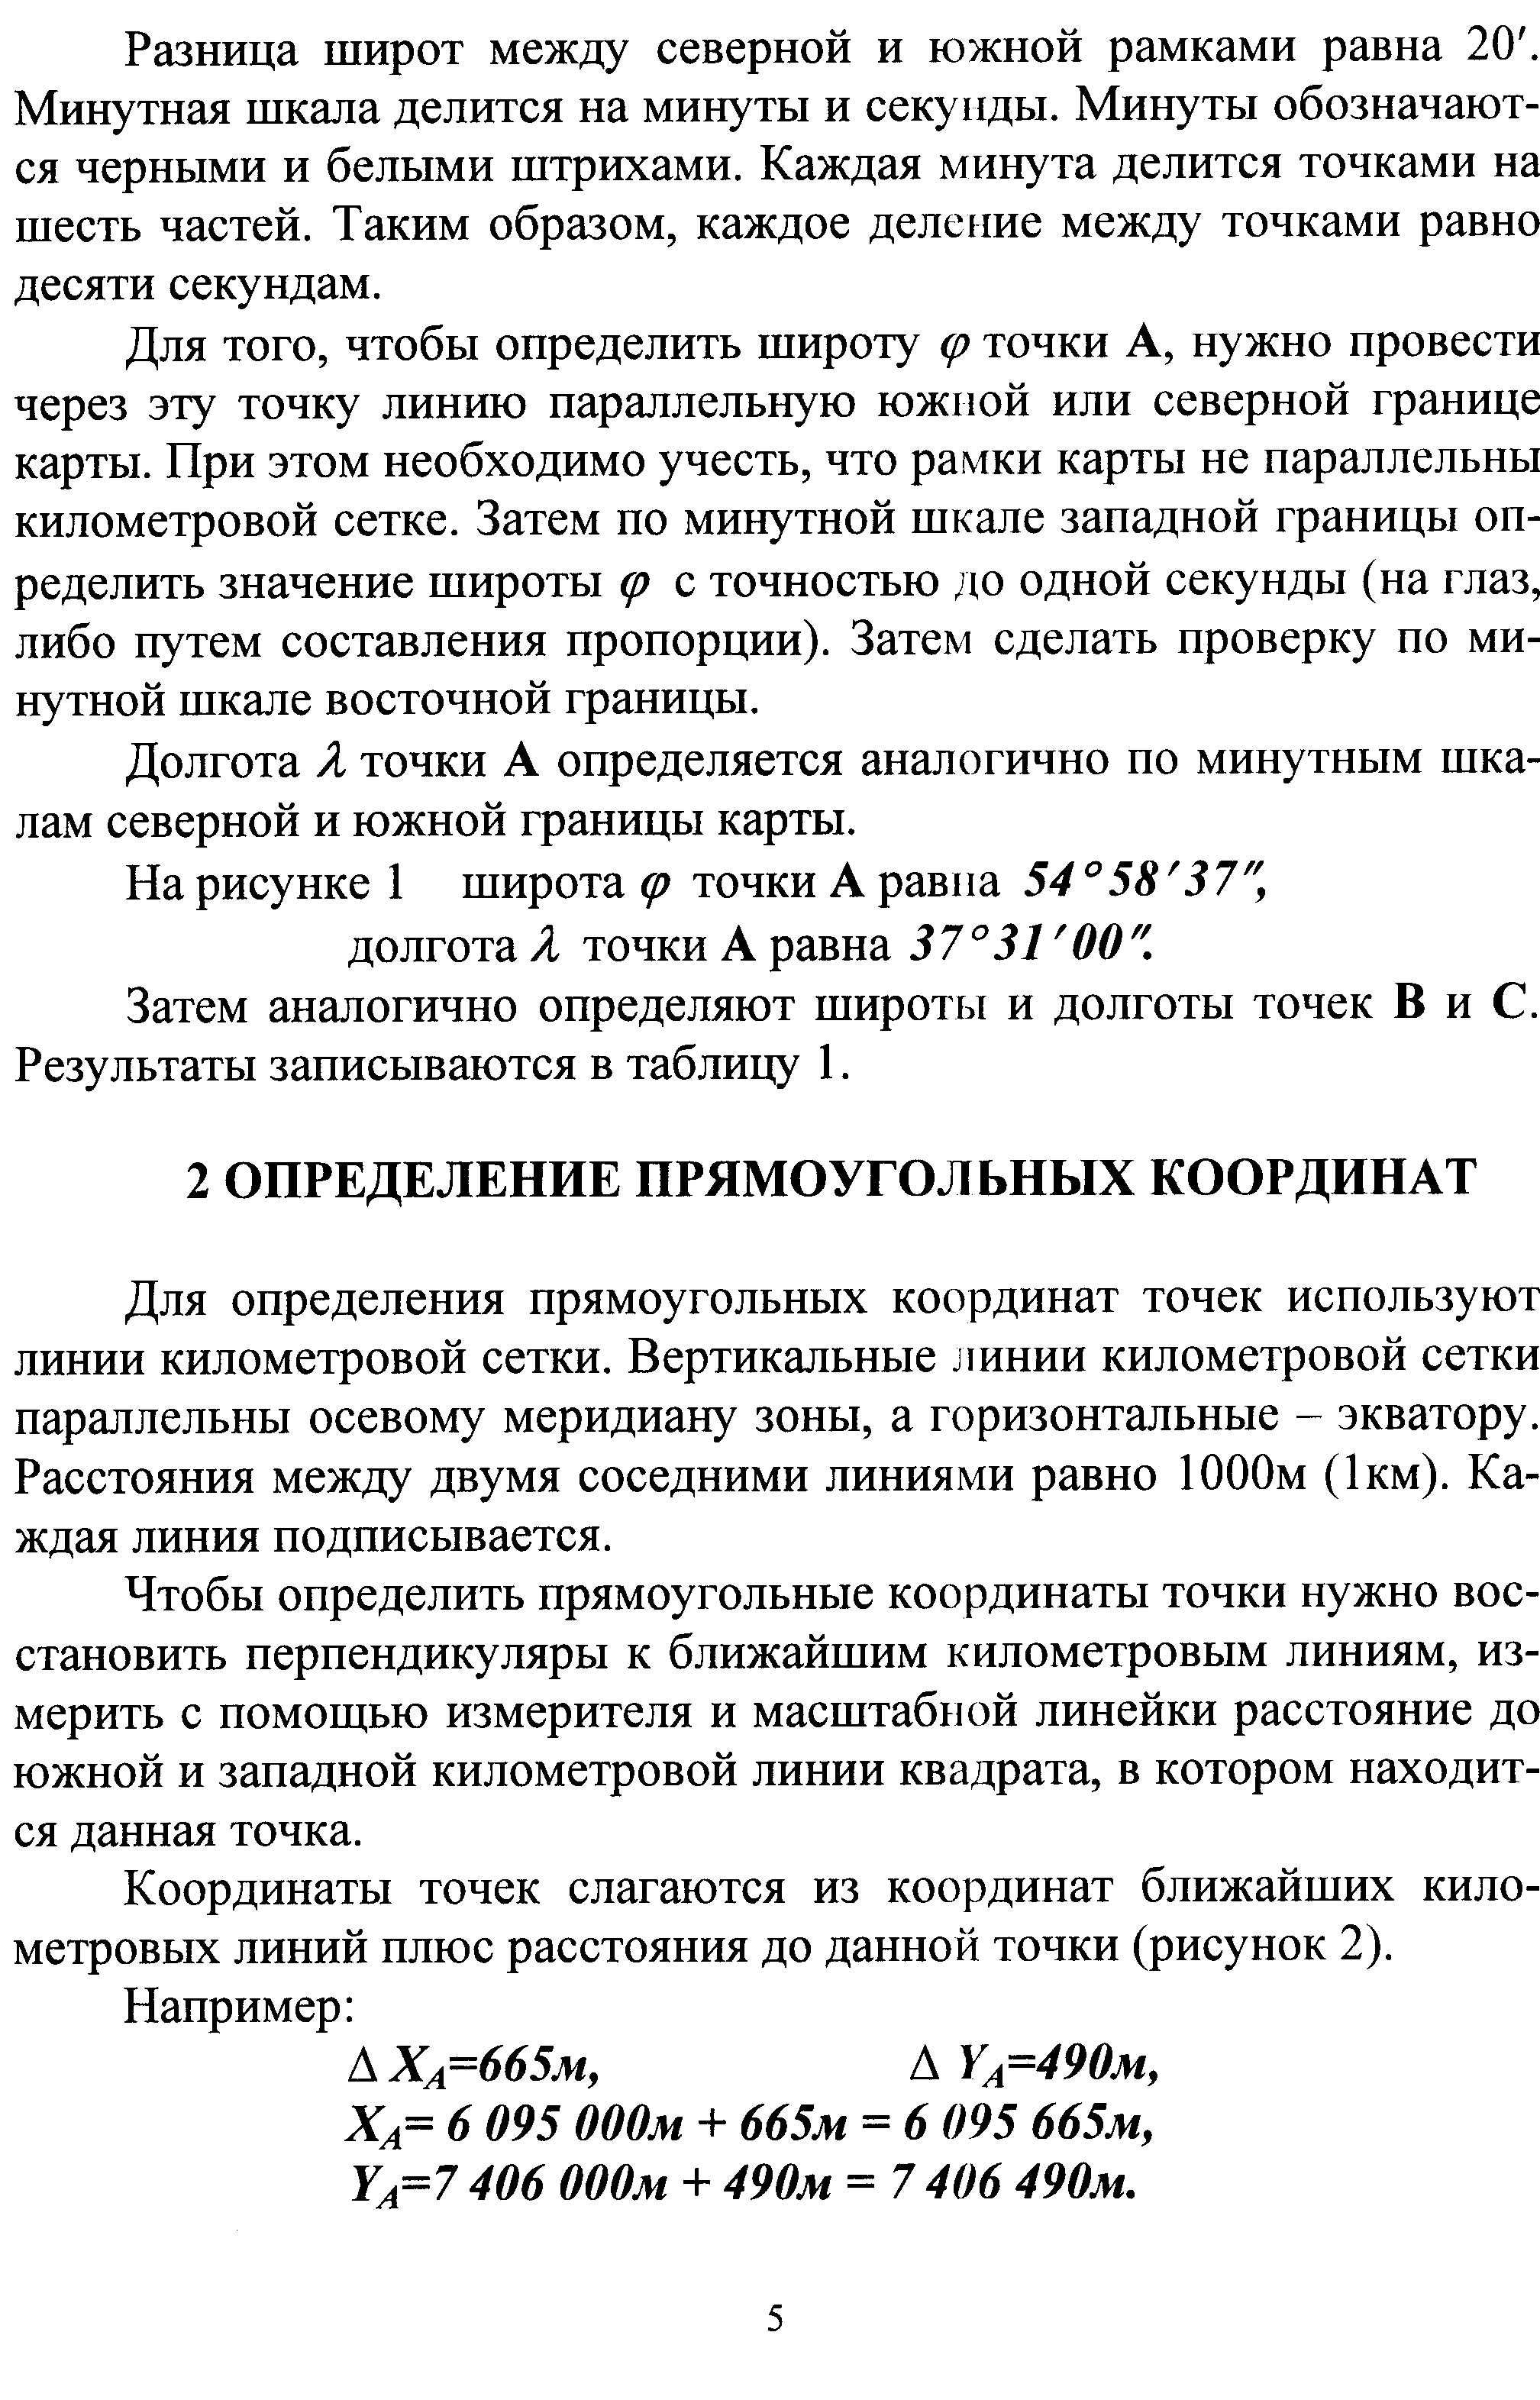 Разница широт между северной и южной рамками равна 20′.
Минутная шкала делится на минуты и секунды. Минуты обозначают-
ся черными и белыми штрихами. Каждая минута делится точками на
шесть частей. Таким образом, каждое деление между точками равно
десяти секундам.
Для того, чтобы определить широту φ точки А, нужно провести
через эту точку линию параллельную южной или северной границе
карты. При этом необходимо учесть, что рамки карты не параллельны
километровой сетке. Затем по минутной шкале западной границы оп-
ределить значение широты φ с точностью до одной секунды (на глаз,
либо путем составления пропорции). Затем сделать проверку по ми-
нутной шкале восточной границы.
Долгота λ точки А определяется аналогично по минутным шка-
лам северной и южной границы карты.
На рисунке 1 широта φ точки А равна 54°58′37″,
долгота λ точки А равна 37°31′00″.
Затем аналогично определяют широты и долготы точек В и С.
Результаты записываются в таблицу 1.
2 ОПРЕДЕЛЕНИЕ ПРЯМОУГОЛЬНЫХ КООРДИНАТ
Для определения прямоугольных координат точек используют
линии километровой сетки. Вертикальные линии километровой сетки
параллельны осевому меридиану зоны, а горизонтальные – экватору.
Расстояния между двумя соседними линиями равно 1000м (1км). Ка-
ждая линия подписывается.
Чтобы определить прямоугольные координаты точки нужно вос-
становить перпендикуляры к ближайшим километровым линиям, из-
мерить с помощью измерителя и масштабной линейки расстояние до
южной и западной километровой линии квадрата, в котором находит-
ся данная точка.
Координаты точек слагаются из координат ближайших кило-
метровых линий плюс расстояния до данной точки (рисунок 2).
Например:
Δ X_A=665м, Δ Y_A=490м,
X_A= 6 095 000м + 665м = 6 095 665м,
Y_A=7 406 000м + 490м = 7 406 490м.
5